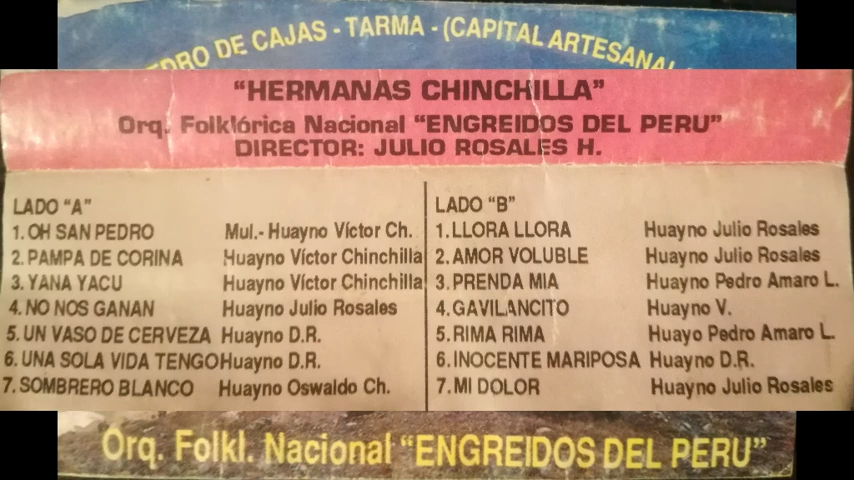 EDRO DE CAJAS - TARMA - (CAPITAL ARTESANAL
"HERMANAS CHINCHILLA"
Orq. Folklórica Nacional "ENGREIDOS DEL PERU"
DIRECTOR: JULIO ROSALES H.
LADO "A"
1. OH SAN PEDRO Mul.- Huayno Víctor Ch.
2. PAMPA DE CORINA Huayno Víctor Chinchilla
3. YANA YACU Huayno Víctor Chinchilla
4. NO NOS GANAN Huayno Julio Rosales
5. UN VASO DE CERVEZA Huayno D.R.
6. UNA SOLA VIDA TENGO Huayno D.R.
7. SOMBRERO BLANCO Huayno Oswaldo Ch.
LADO "B"
1. LLORA LLORA Huayno Julio Rosales
2. AMOR VOLUBLE Huayno Julio Rosales
3. PRENDA MIA Huayno Pedro Amaro L.
4. GAVILANCITO Huayno V.
5. RIMA RIMA Huayo Pedro Amaro L.
6. INOCENTE MARIPOSA Huayno D.R.
7. MI DOLOR Huayno Julio Rosales
Orq. Folkl. Nacional "ENGREIDOS DEL PERU"